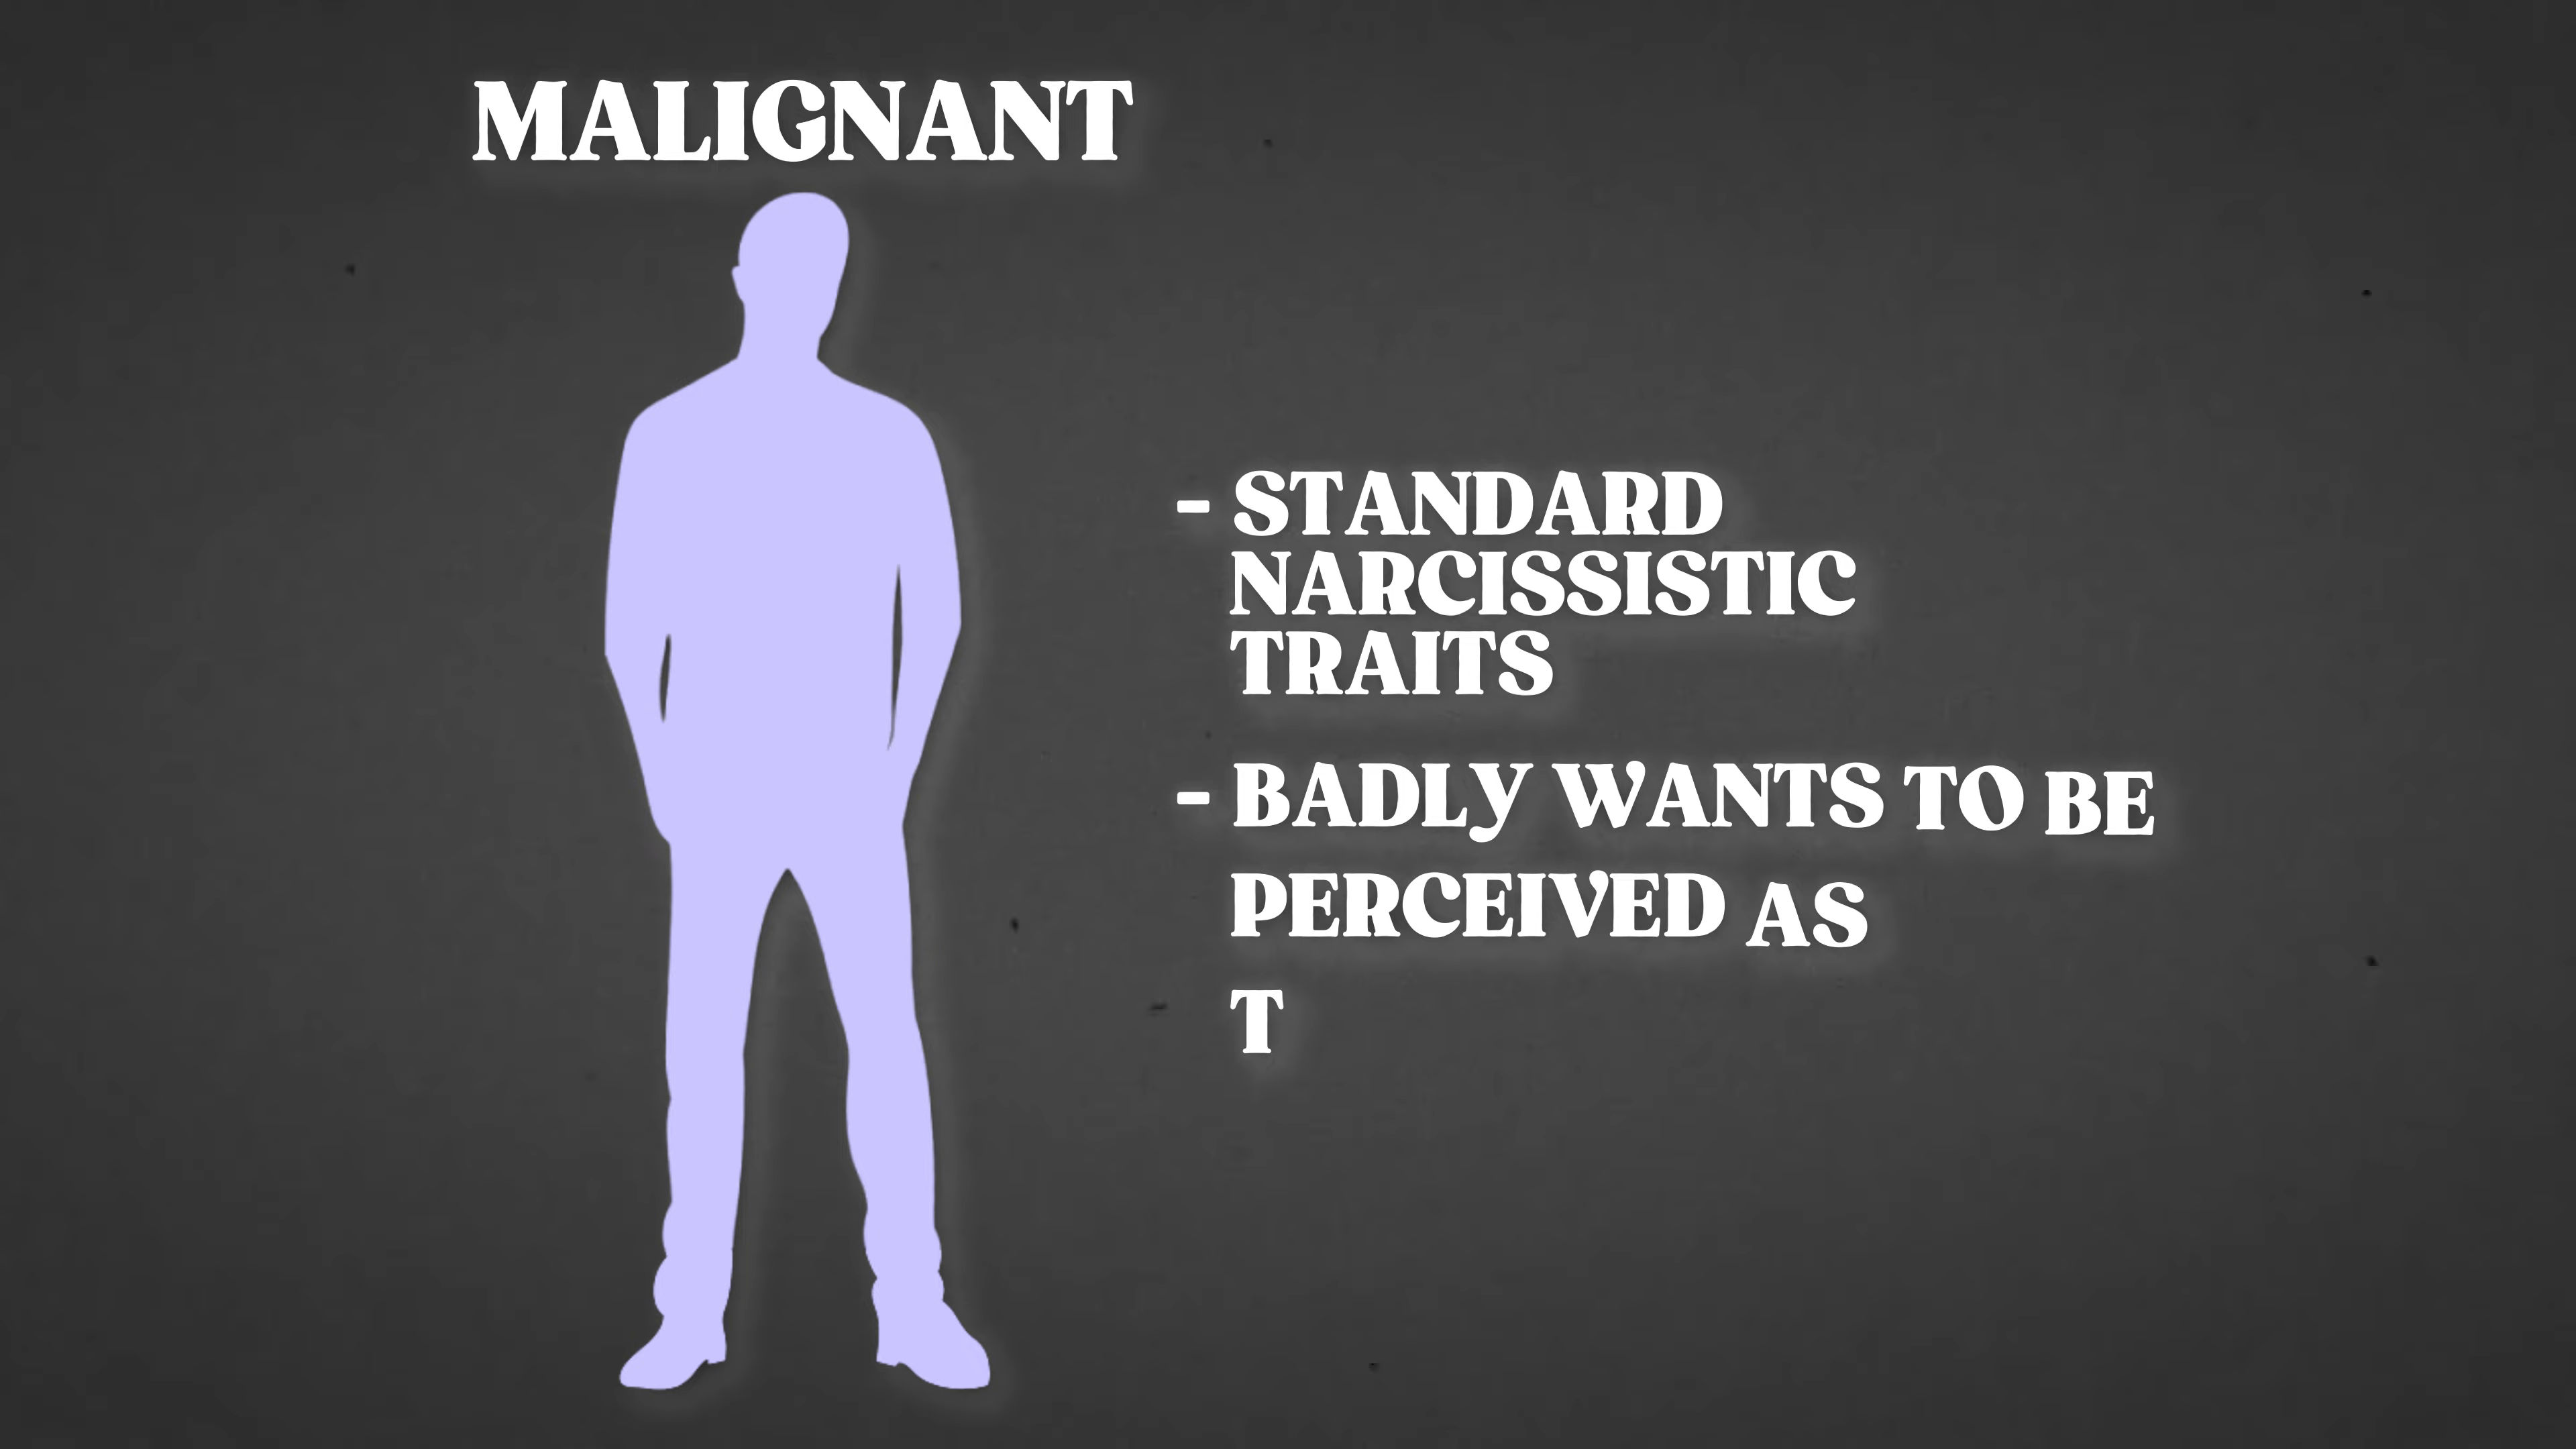 MALIGNANT
- STANDARD
NARCISSISTIC
TRAITS
- BADLY WANTS TO BE
PERCEIVED AS
T